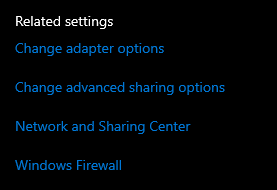 Related settings
Change adapter options
Change advanced sharing options
Network and Sharing Center
Windows Firewall